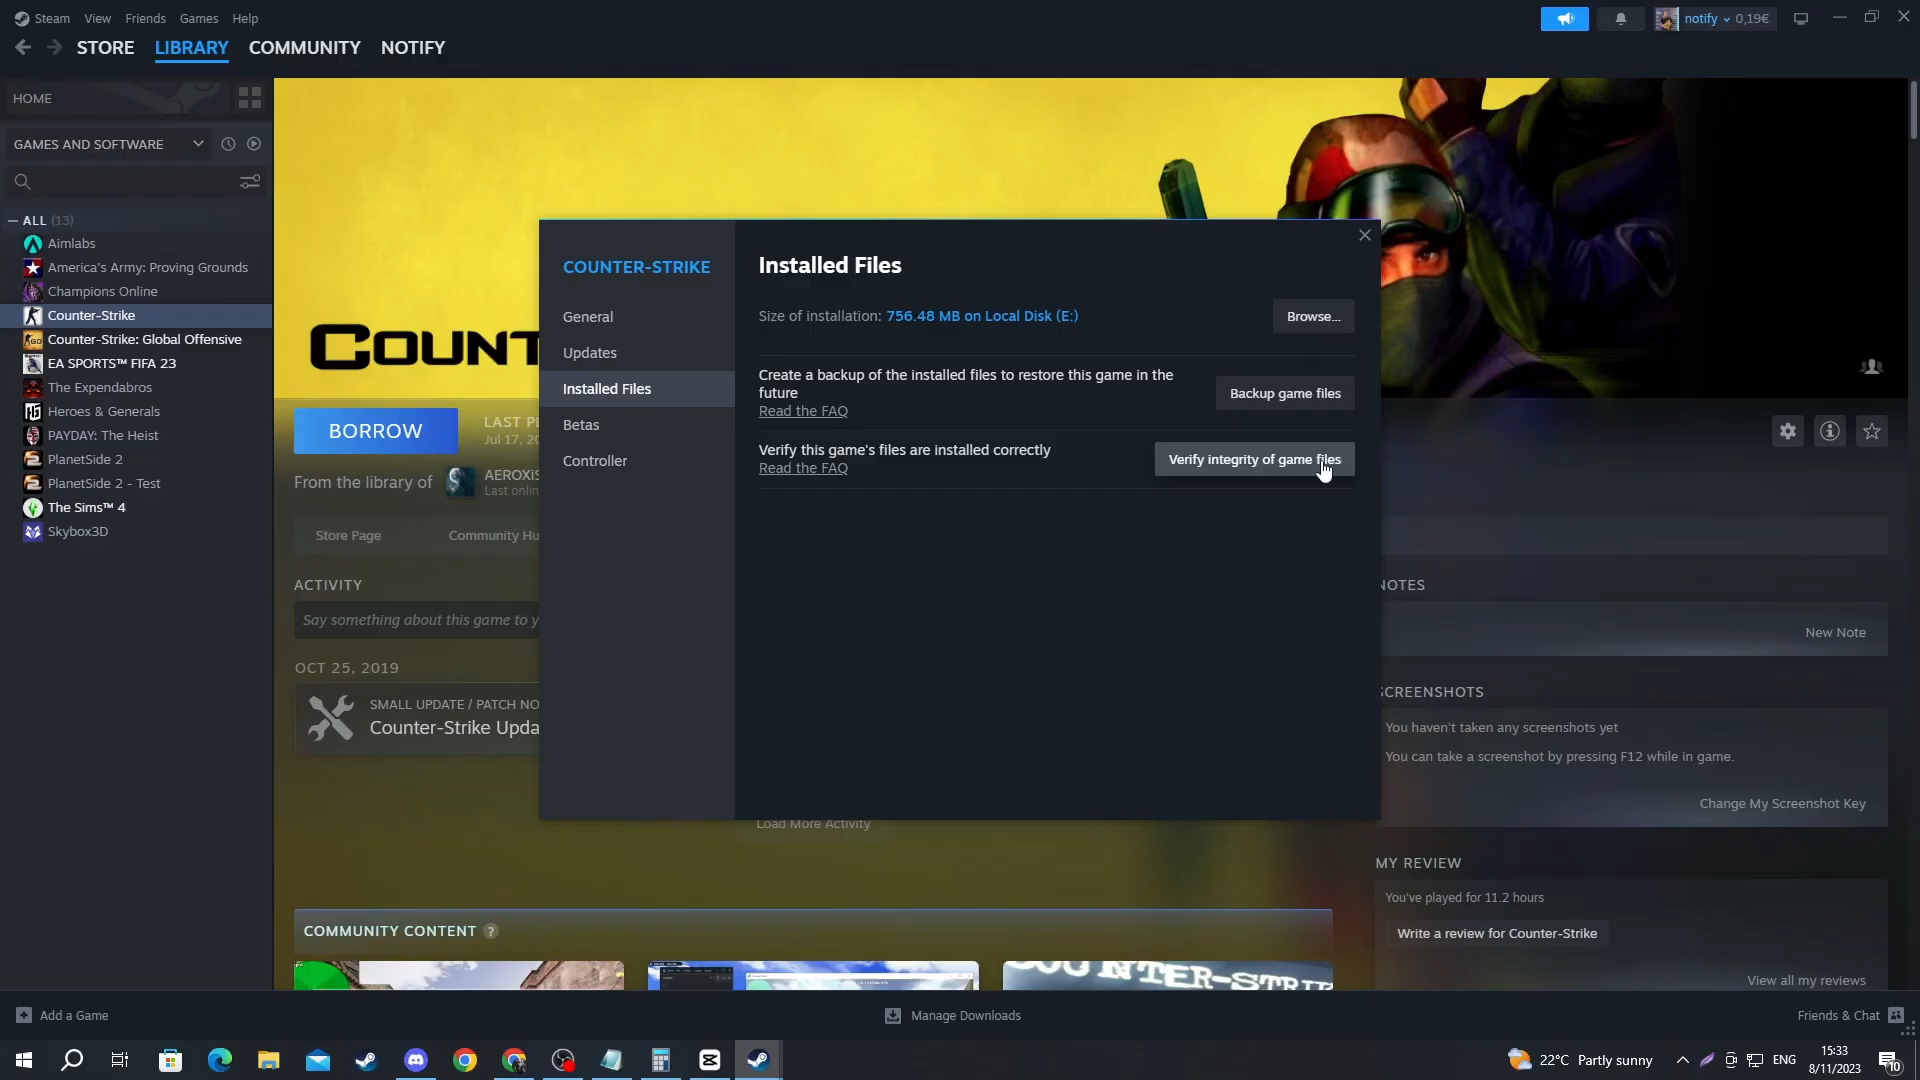 Steam View Friends Games Help
notify 0,19€
STORE LIBRARY COMMUNITY NOTIFY
HOME
GAMES AND SOFTWARE
ALL (13)
Aimlabs
America's Army: Proving Grounds
Champions Online
Counter-Strike
Counter-Strike: Global Offensive
EA SPORTS™ FIFA 23
The Expendabros
Heroes & Generals
PAYDAY: The Heist
PlanetSide 2
PlanetSide 2 - Test
The Sims™ 4
Skybox3D
COUNT
COUNTER-STRIKE
General
Updates
Installed Files
Betas
Controller
Installed Files
Size of installation: 756.48 MB on Local Disk (E:)
Browse...
Create a backup of the installed files to restore this game in the
future
Read the FAQ
Backup game files
Verify this game's files are installed correctly
Read the FAQ
Verify integrity of game files
BORROW
LAST PL
Jul 17, 20
From the library of
AEROXiS
Last onlin
Store Page
Community Hu
ACTIVITY
Say something about this game to y
OCT 25, 2019
SMALL UPDATE / PATCH NO
Counter-Strike Upda
Load More Activity
COMMUNITY CONTENT ?
COUNTER-STRIK
NOTES
New Note
SCREENSHOTS
You haven't taken any screenshots yet
You can take a screenshot by pressing F12 while in game.
Change My Screenshot Key
MY REVIEW
You've played for 11.2 hours
Write a review for Counter-Strike
View all my reviews
Add a Game
Manage Downloads
Friends & Chat
22°C Partly sunny
ENG
15:33
8/11/2023
10